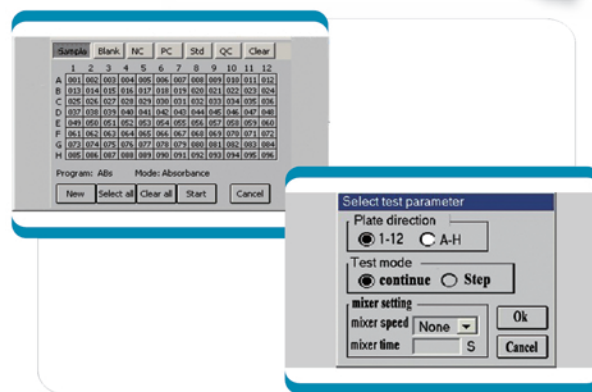 Sample Blank NC PC Std QC Clear
1 2 3 4 5 6 7 8 9 10 11 12
A 001 002 003 004 005 006 007 008 009 010 011 012
B 013 014 015 016 017 018 019 020 021 022 023 024
C 025 026 027 028 029 030 031 032 033 034 035 036
D 037 038 039 040 041 042 043 044 045 046 047 048
E 049 050 051 052 053 054 055 056 057 058 059 060
F 061 062 063 064 065 066 067 068 069 070 071 072
G 073 074 075 076 077 078 079 080 081 082 083 084
H 085 086 087 088 089 090 091 092 093 094 095 096
Program: ABs Mode: Absorbance
New Select all Clear all Start Cancel
Select test parameter
Plate direction
1-12 A-H
Test mode
continue Step
mixer setting
mixer speed None
mixer time S
Ok
Cancel